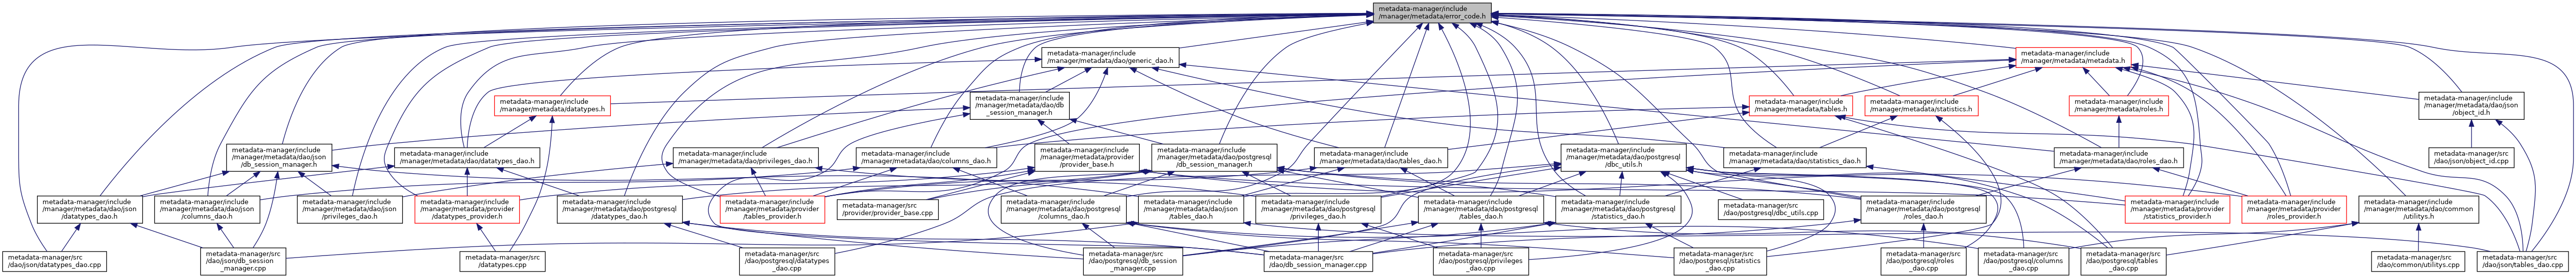 metadata-manager/include
/manager/metadata/error_code.h
metadata-manager/include
/manager/metadata/dao/generic_dao.h
metadata-manager/include
/manager/metadata/metadata.h
metadata-manager/include
/manager/metadata/datatypes.h
metadata-manager/include
/manager/metadata/dao/db
_session_manager.h
metadata-manager/include
/manager/metadata/tables.h
metadata-manager/include
/manager/metadata/statistics.h
metadata-manager/include
/manager/metadata/roles.h
metadata-manager/include
/manager/metadata/dao/json
/object_id.h
metadata-manager/include
/manager/metadata/dao/json
/db_session_manager.h
metadata-manager/include
/manager/metadata/dao/datatypes_dao.h
metadata-manager/include
/manager/metadata/dao/privileges_dao.h
metadata-manager/include
/manager/metadata/dao/columns_dao.h
metadata-manager/include
/manager/metadata/provider
/provider_base.h
metadata-manager/include
/manager/metadata/dao/postgresql
/db_session_manager.h
metadata-manager/include
/manager/metadata/dao/tables_dao.h
metadata-manager/include
/manager/metadata/dao/postgresql
/dbc_utils.h
metadata-manager/include
/manager/metadata/dao/statistics_dao.h
metadata-manager/include
/manager/metadata/dao/roles_dao.h
metadata-manager/src
/dao/json/object_id.cpp
metadata-manager/include
/manager/metadata/dao/json
/datatypes_dao.h
metadata-manager/include
/manager/metadata/dao/json
/columns_dao.h
metadata-manager/include
/manager/metadata/dao/json
/privileges_dao.h
metadata-manager/include
/manager/metadata/provider
/datatypes_provider.h
metadata-manager/include
/manager/metadata/dao/postgresql
/datatypes_dao.h
metadata-manager/include
/manager/metadata/provider
/tables_provider.h
metadata-manager/src
/provider/provider_base.cpp
metadata-manager/include
/manager/metadata/dao/postgresql
/columns_dao.h
metadata-manager/include
/manager/metadata/dao/json
/tables_dao.h
metadata-manager/include
/manager/metadata/dao/postgresql
/privileges_dao.h
metadata-manager/include
/manager/metadata/dao/postgresql
/tables_dao.h
metadata-manager/include
/manager/metadata/dao/postgresql
/statistics_dao.h
metadata-manager/src
/dao/postgresql/dbc_utils.cpp
metadata-manager/include
/manager/metadata/dao/postgresql
/roles_dao.h
metadata-manager/include
/manager/metadata/provider
/statistics_provider.h
metadata-manager/include
/manager/metadata/provider
/roles_provider.h
metadata-manager/include
/manager/metadata/dao/common
/utilitys.h
metadata-manager/src
/dao/json/datatypes_dao.cpp
metadata-manager/src
/dao/json/db_session
_manager.cpp
metadata-manager/src
/datatypes.cpp
metadata-manager/src
/dao/postgresql/datatypes
_dao.cpp
metadata-manager/src
/dao/postgresql/db_session
_manager.cpp
metadata-manager/src
/dao/db_session_manager.cpp
metadata-manager/src
/dao/postgresql/privileges
_dao.cpp
metadata-manager/src
/dao/postgresql/statistics
_dao.cpp
metadata-manager/src
/dao/postgresql/roles
_dao.cpp
metadata-manager/src
/dao/postgresql/columns
_dao.cpp
metadata-manager/src
/dao/postgresql/tables
_dao.cpp
metadata-manager/src
/dao/common/utilitys.cpp
metadata-manager/src
/dao/json/tables_dao.cpp